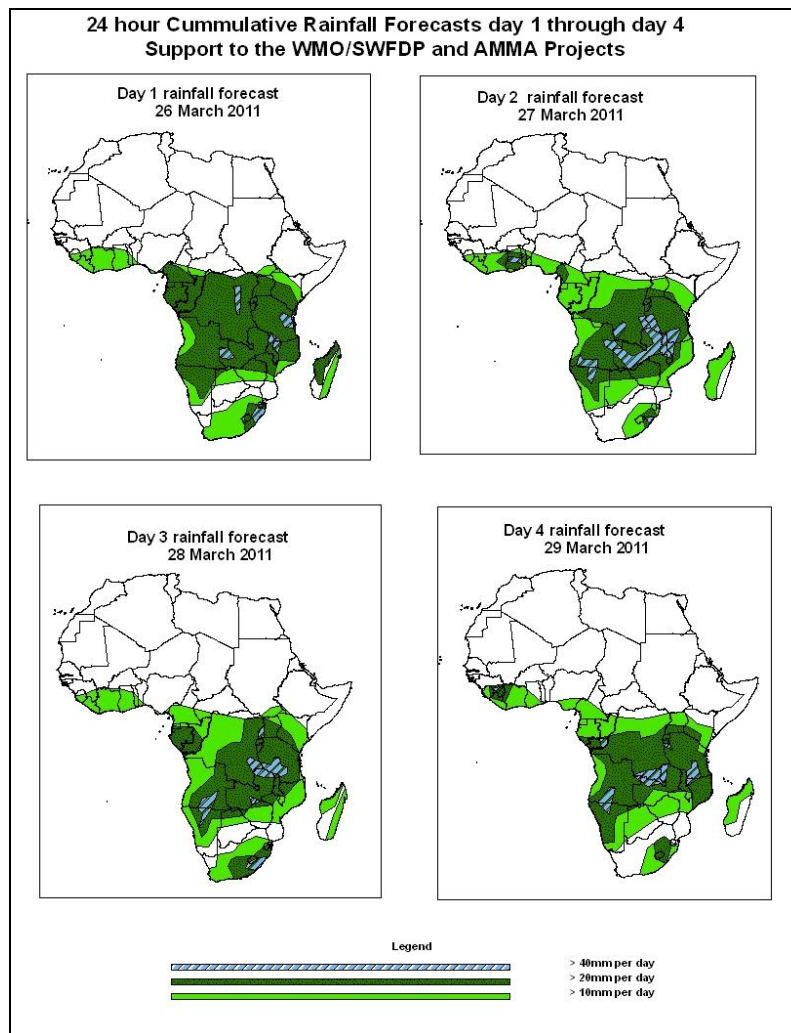 24 hour Cummulative Rainfall Forecasts day 1 through day 4
Support to the WMO/SWFDP and AMMA Projects
Day 1 rainfall forecast
26 March 2011
Day 2 rainfall forecast
27 March 2011
Day 3 rainfall forecast
28 March 2011
Day 4 rainfall forecast
29 March 2011
Legend
> 40mm per day
> 20mm per day
> 10mm per day